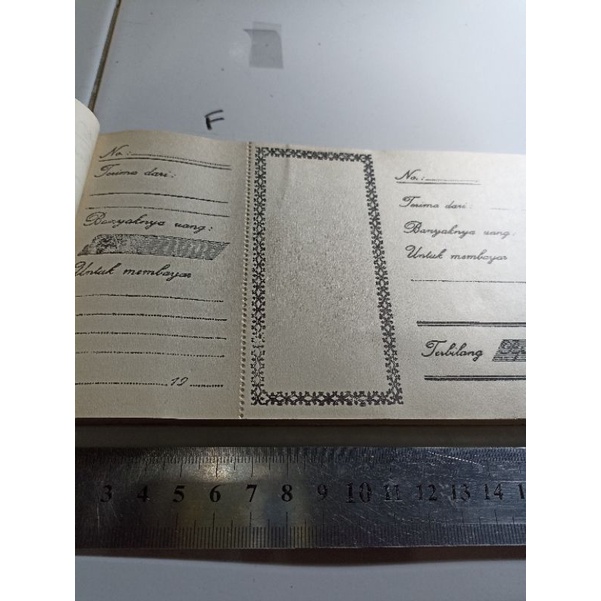 F
No. :
Terima dari :
Banyaknya uang :
Untuk membayar
19
No. :
Terima dari :
Banyaknya uang :
Untuk membayar
Terbilang
3 4 5 6 7 8 9 10 11 12 13 14 1